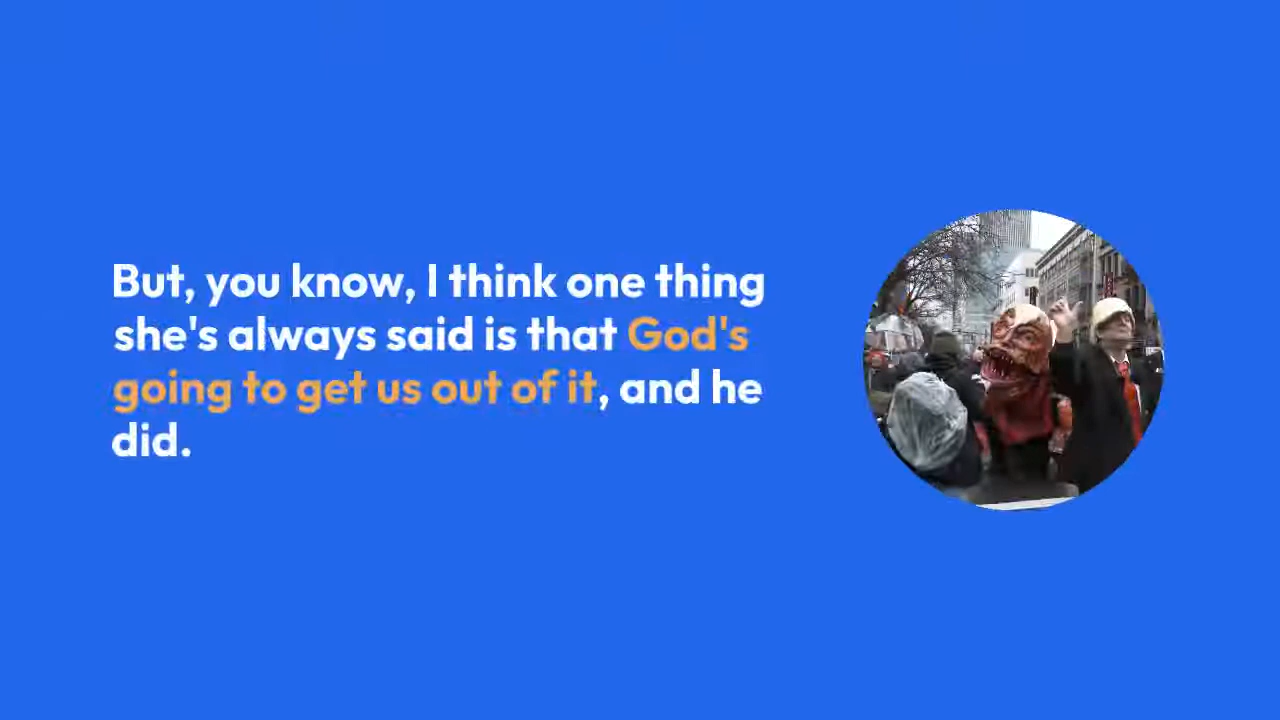 But, you know, I think one thing
she's always said is that God's
going to get us out of it, and he
did.